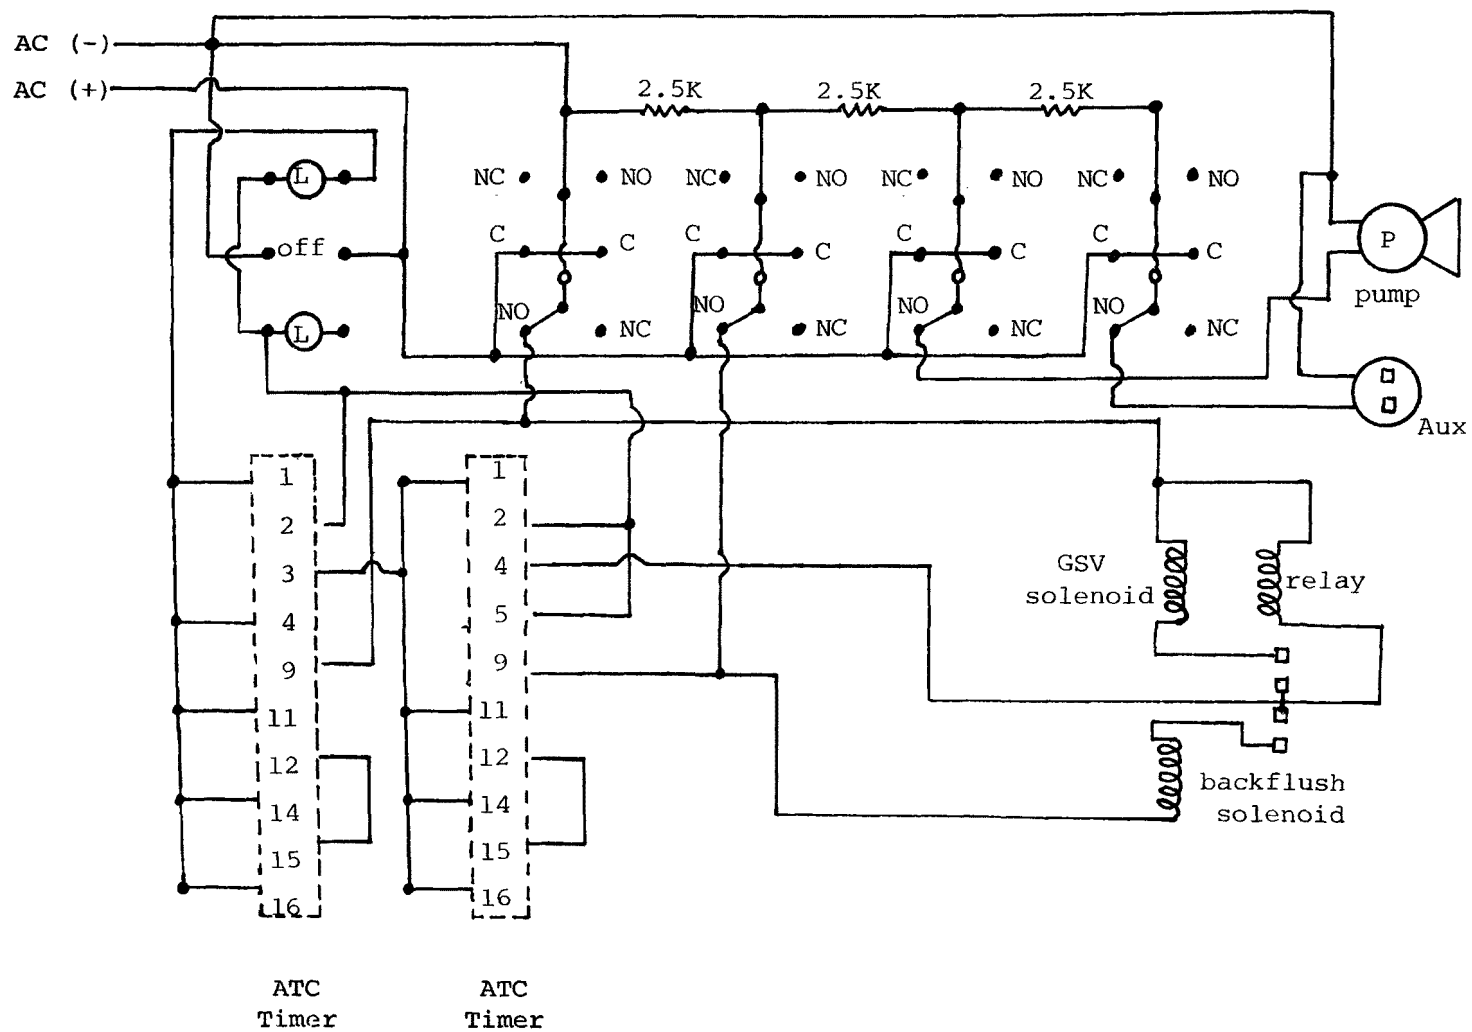 AC (-)
AC (+)
2.5K 2.5K 2.5K
NC NO NC NO NC NO NC NO
L
C C C C C C C C
off
P
pump
NO NC NO NC NO NC NO NC
L
Aux
1 1
2 2
3 4
4 5
9 9
11 11
12 12
14 14
15 15
16 16
GSV
solenoid
relay
backflush
solenoid
ATC
Timer
ATC
Timer